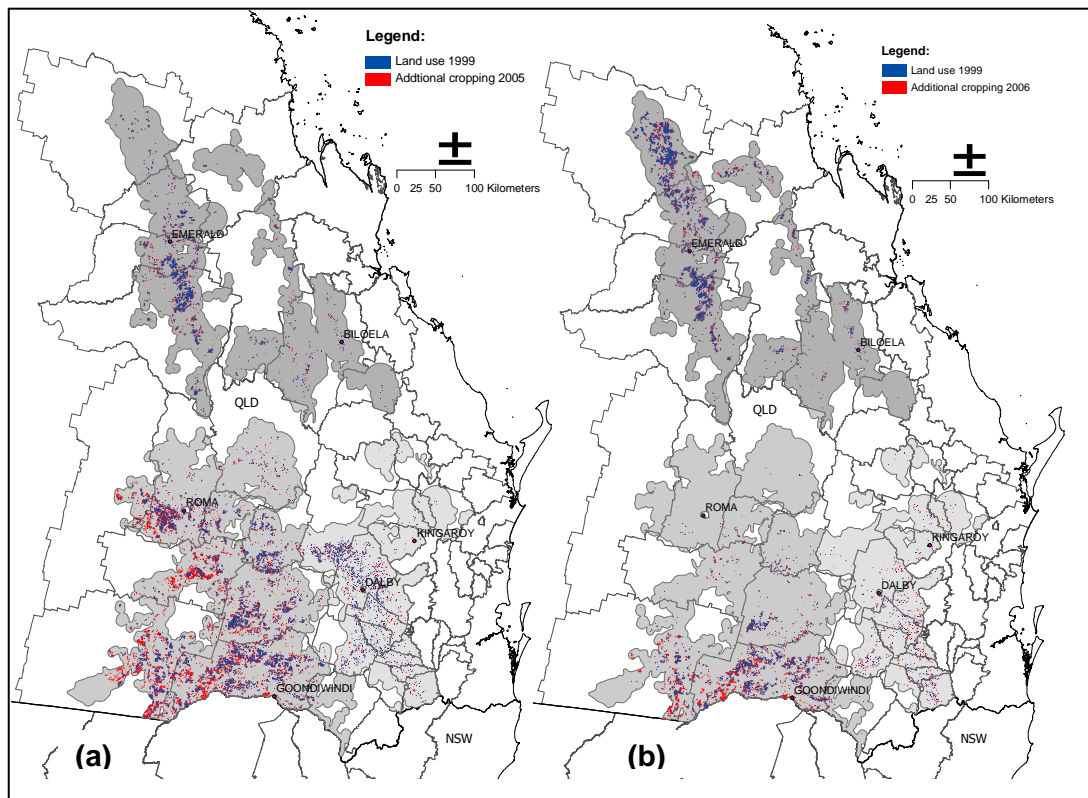 Legend:
Land use 1999
Addtional cropping 2005
0 25 50 100 Kilometers
EMERALD
BILOELA
QLD
ROMA
KINGAROY
DALBY
GOONDIWINDI
NSW
(a)
Legend:
Land use 1999
Additional cropping 2006
0 25 50 100 Kilometers
EMERALD
BILOELA
QLD
ROMA
KINGAROY
DALBY
GOONDIWINDI
NSW
(b)